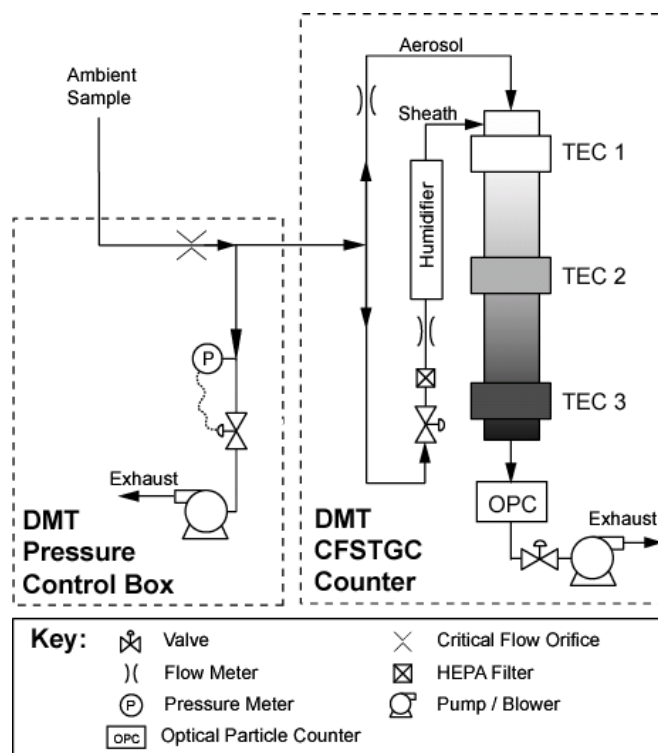 Ambient
Sample
Aerosol
Sheath
TEC 1
Humidifier
TEC 2
TEC 3
P
Exhaust
DMT
Pressure
Control Box
DMT
CFSTGC
Counter
OPC
Exhaust
Key:
Valve
Critical Flow Orifice
Flow Meter
HEPA Filter
P
Pressure Meter
Pump / Blower
OPC
Optical Particle Counter